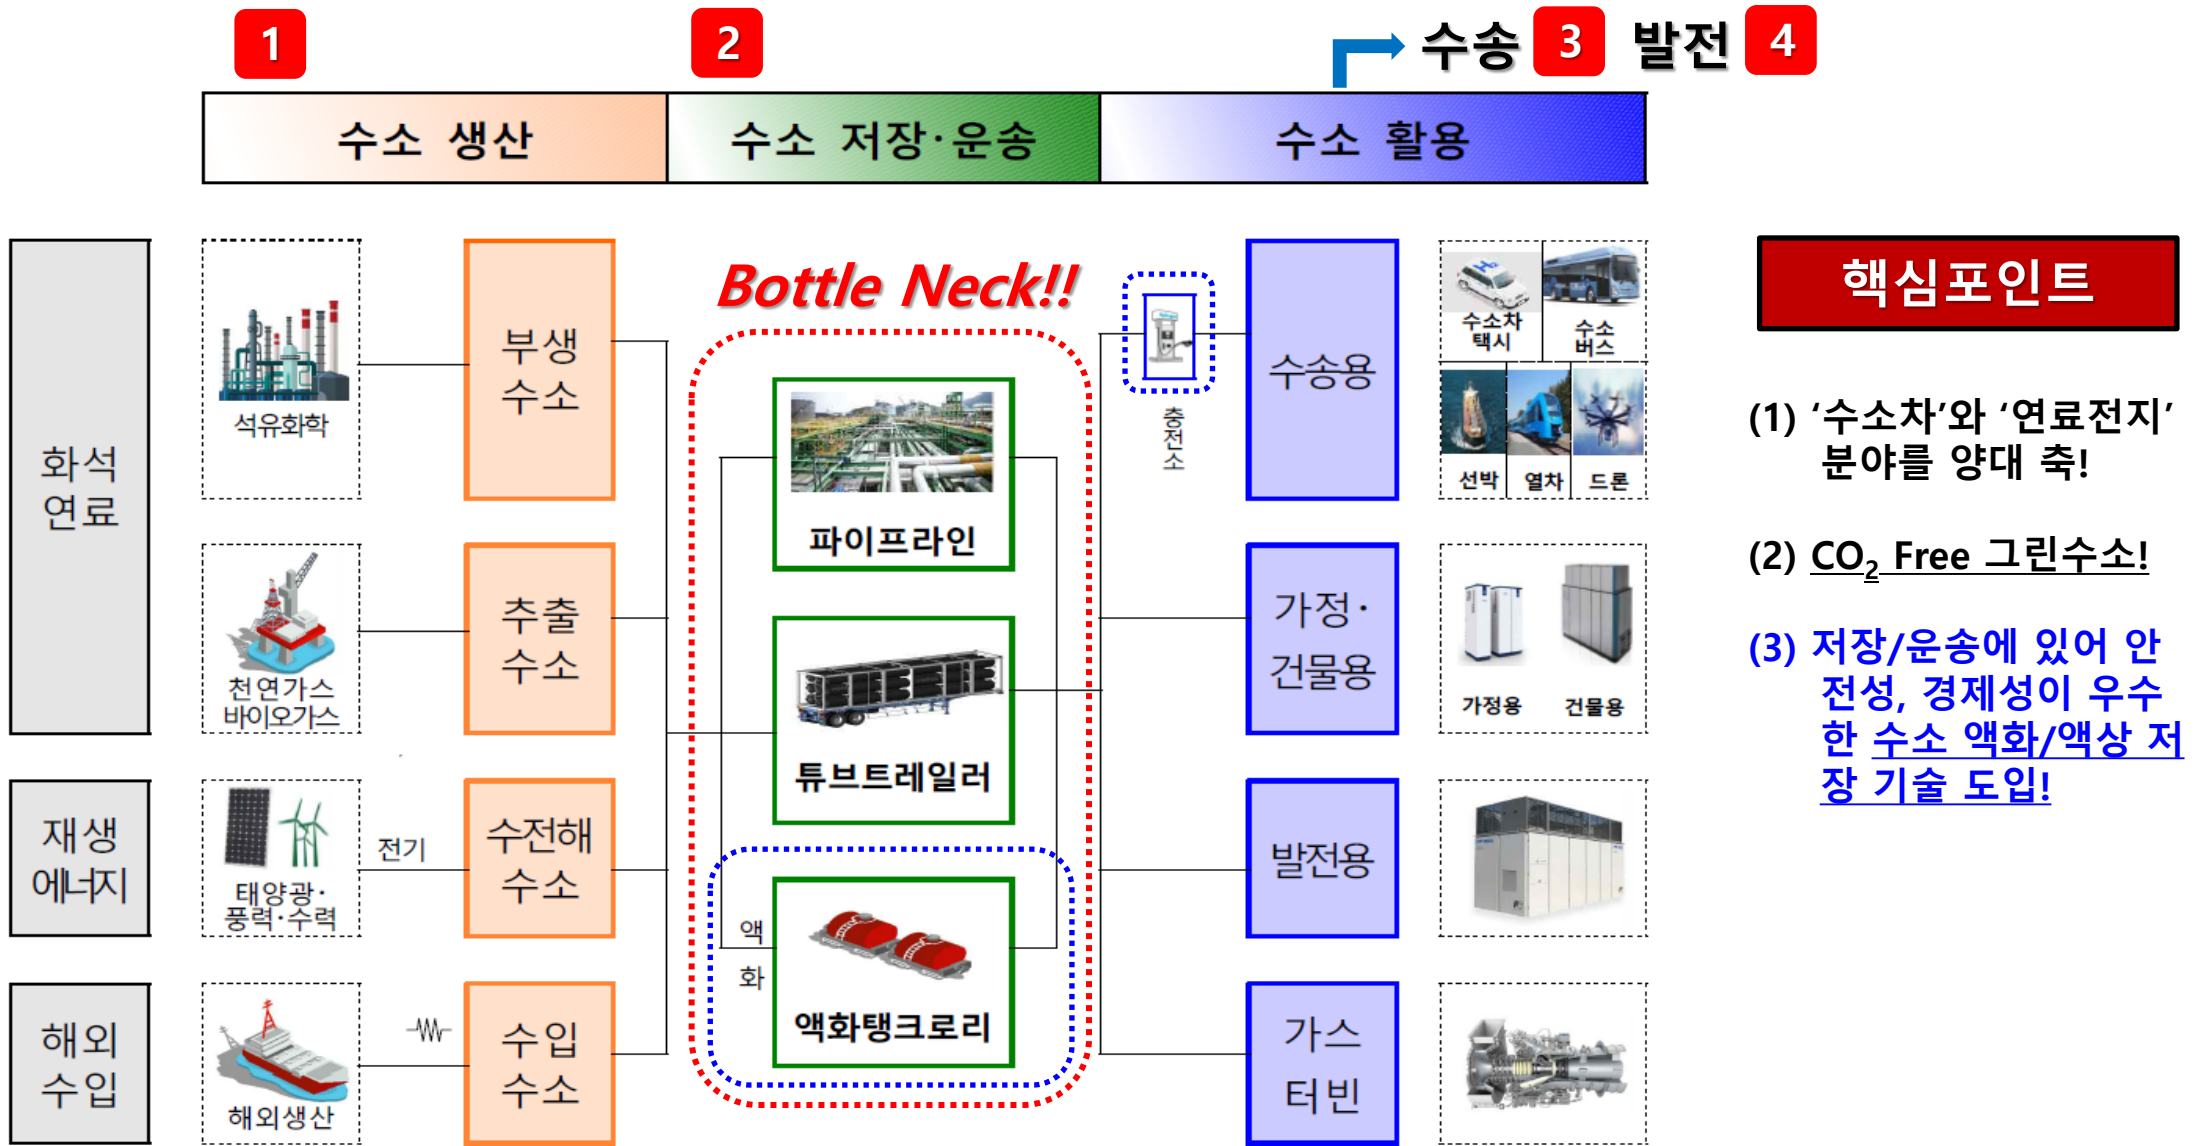 1
2
수송 3 발전 4
수소 생산
수소 저장·운송
수소 활용
화석
연료
석유화학
부생
수소
천연가스
바이오가스
추출
수소
재생
에너지
태양광·
풍력·수력
전기
수전해
수소
해외
수입
해외생산
수입
수소
Bottle Neck!!
파이프라인
튜브트레일러
액
화
액화탱크로리
충
전
소
수송용
수소차
택시
수소
버스
선박
열차
드론
가정·
건물용
가정용
건물용
발전용
가스
터빈
핵심포인트
(1) ‘수소차’와 ‘연료전지’
분야를 양대 축!
(2) CO2 Free 그린수소!
(3) 저장/운송에 있어 안
전성, 경제성이 우수
한 수소 액화/액상 저
장 기술 도입!